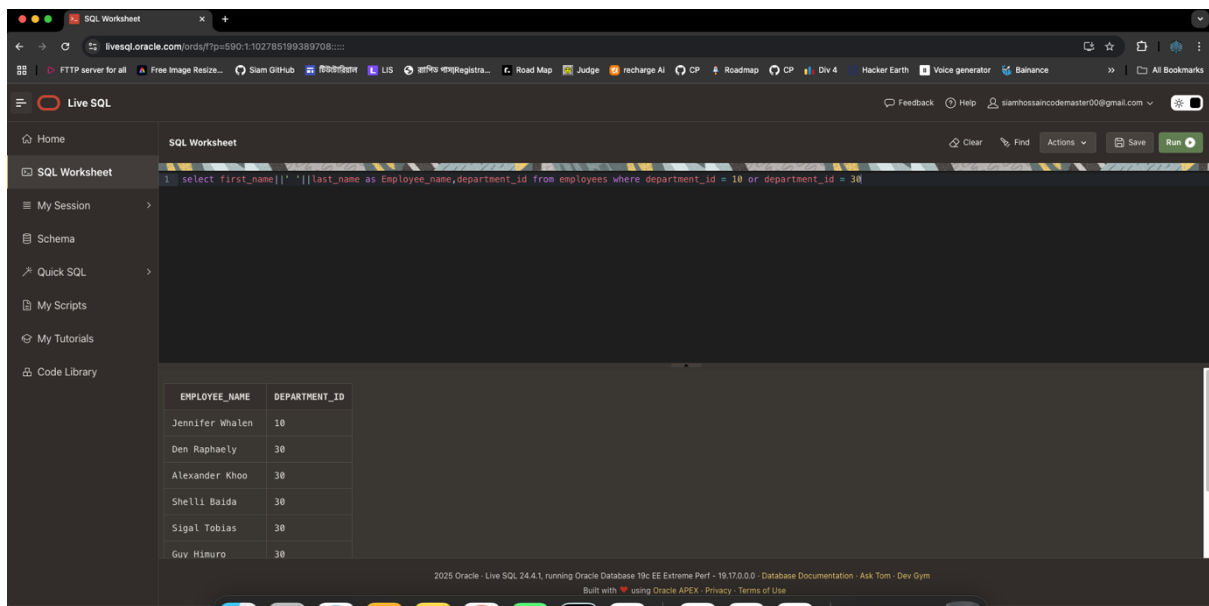 SQL Worksheet
livesql.oracle.com/ords/f?p=590:1:102785199389708:::::
FTTP server for all Free Image Resize... Siam GitHub টিউটোরিয়াল LIS Road Map Judge recharge Ai CP Roadmap CP Div 4 Hacker Earth Voice generator Bainance » All Bookmarks
Live SQL Feedback Help siamhossaincodemaster00@gmail.com
Home
SQL Worksheet Clear Find Actions Save Run
SQL Worksheet
1 select first_name||' '||last_name as Employee_name,department_id from employees where department_id = 10 or department_id = 30
My Session
Schema
Quick SQL
My Scripts
My Tutorials
Code Library
EMPLOYEE_NAME DEPARTMENT_ID
Jennifer Whalen 10
Den Raphaely 30
Alexander Khoo 30
Shelli Baida 30
Sigal Tobias 30
Guy Himuro 30
2025 Oracle · Live SQL 24.4.1, running Oracle Database 19c EE Extreme Perf - 19.17.0.0.0 · Database Documentation · Ask Tom · Dev Gym
Built with ❤ using Oracle APEX · Privacy · Terms of Use